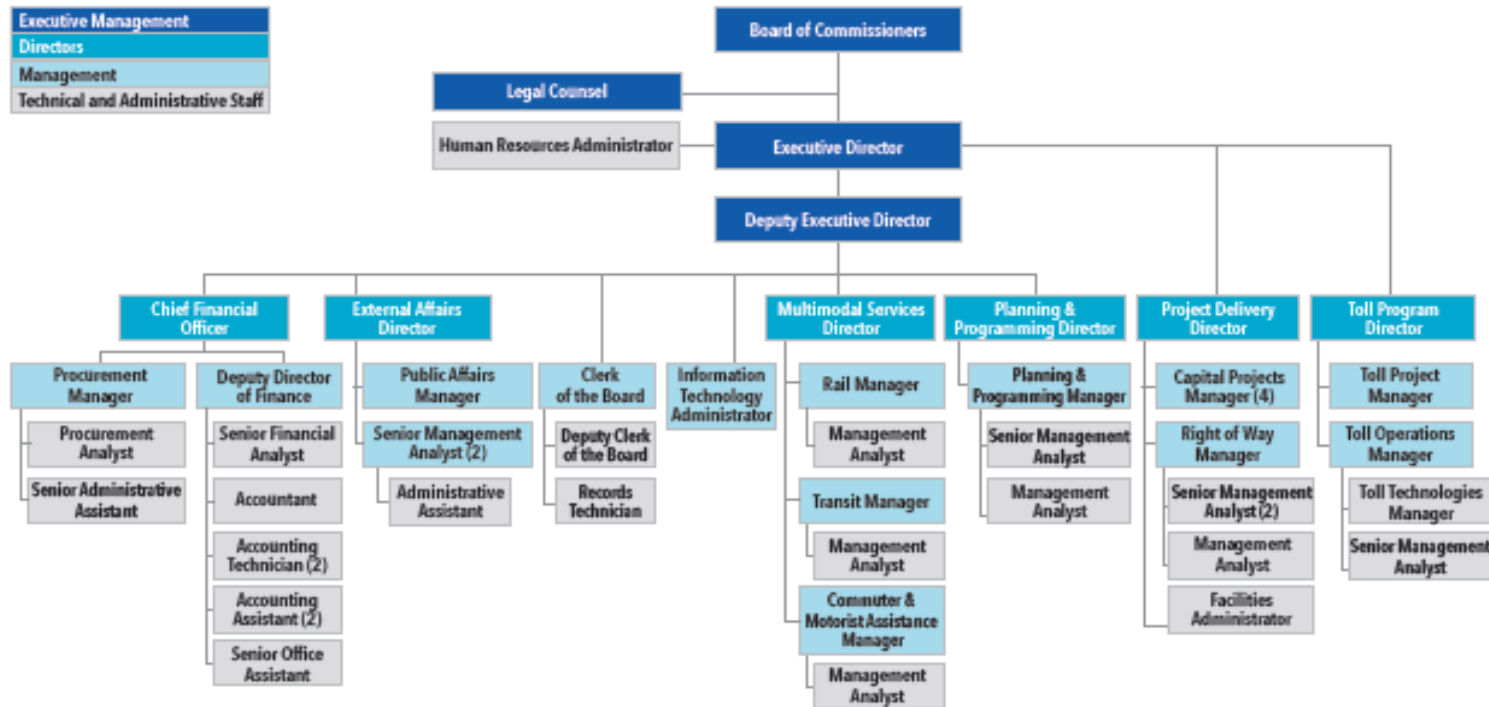 Executive Management
Directors
Management
Technical and Administrative Staff
Board of Commissioners
Legal Counsel
Human Resources Administrator
Executive Director
Deputy Executive Director
Chief Financial
Officer
Procurement
Manager
Procurement
Analyst
Senior Administrative
Assistant
Deputy Director
of Finance
Senior Financial
Analyst
Accountant
Accounting
Technician (2)
Accounting
Assistant (2)
Senior Office
Assistant
External Affairs
Director
Public Affairs
Manager
Senior Management
Analyst (2)
Administrative
Assistant
Clerk
of the Board
Deputy Clerk
of the Board
Records
Technician
Information
Technology
Administrator
Multimodal Services
Director
Rail Manager
Management
Analyst
Transit Manager
Management
Analyst
Commuter &
Motorist Assistance
Manager
Management
Analyst
Planning &
Programming Director
Planning &
Programming Manager
Senior Management
Analyst
Management
Analyst
Project Delivery
Director
Capital Projects
Manager (4)
Right of Way
Manager
Senior Management
Analyst (2)
Management
Analyst
Facilities
Administrator
Toll Program
Director
Toll Project
Manager
Toll Operations
Manager
Toll Technologies
Manager
Senior Management
Analyst